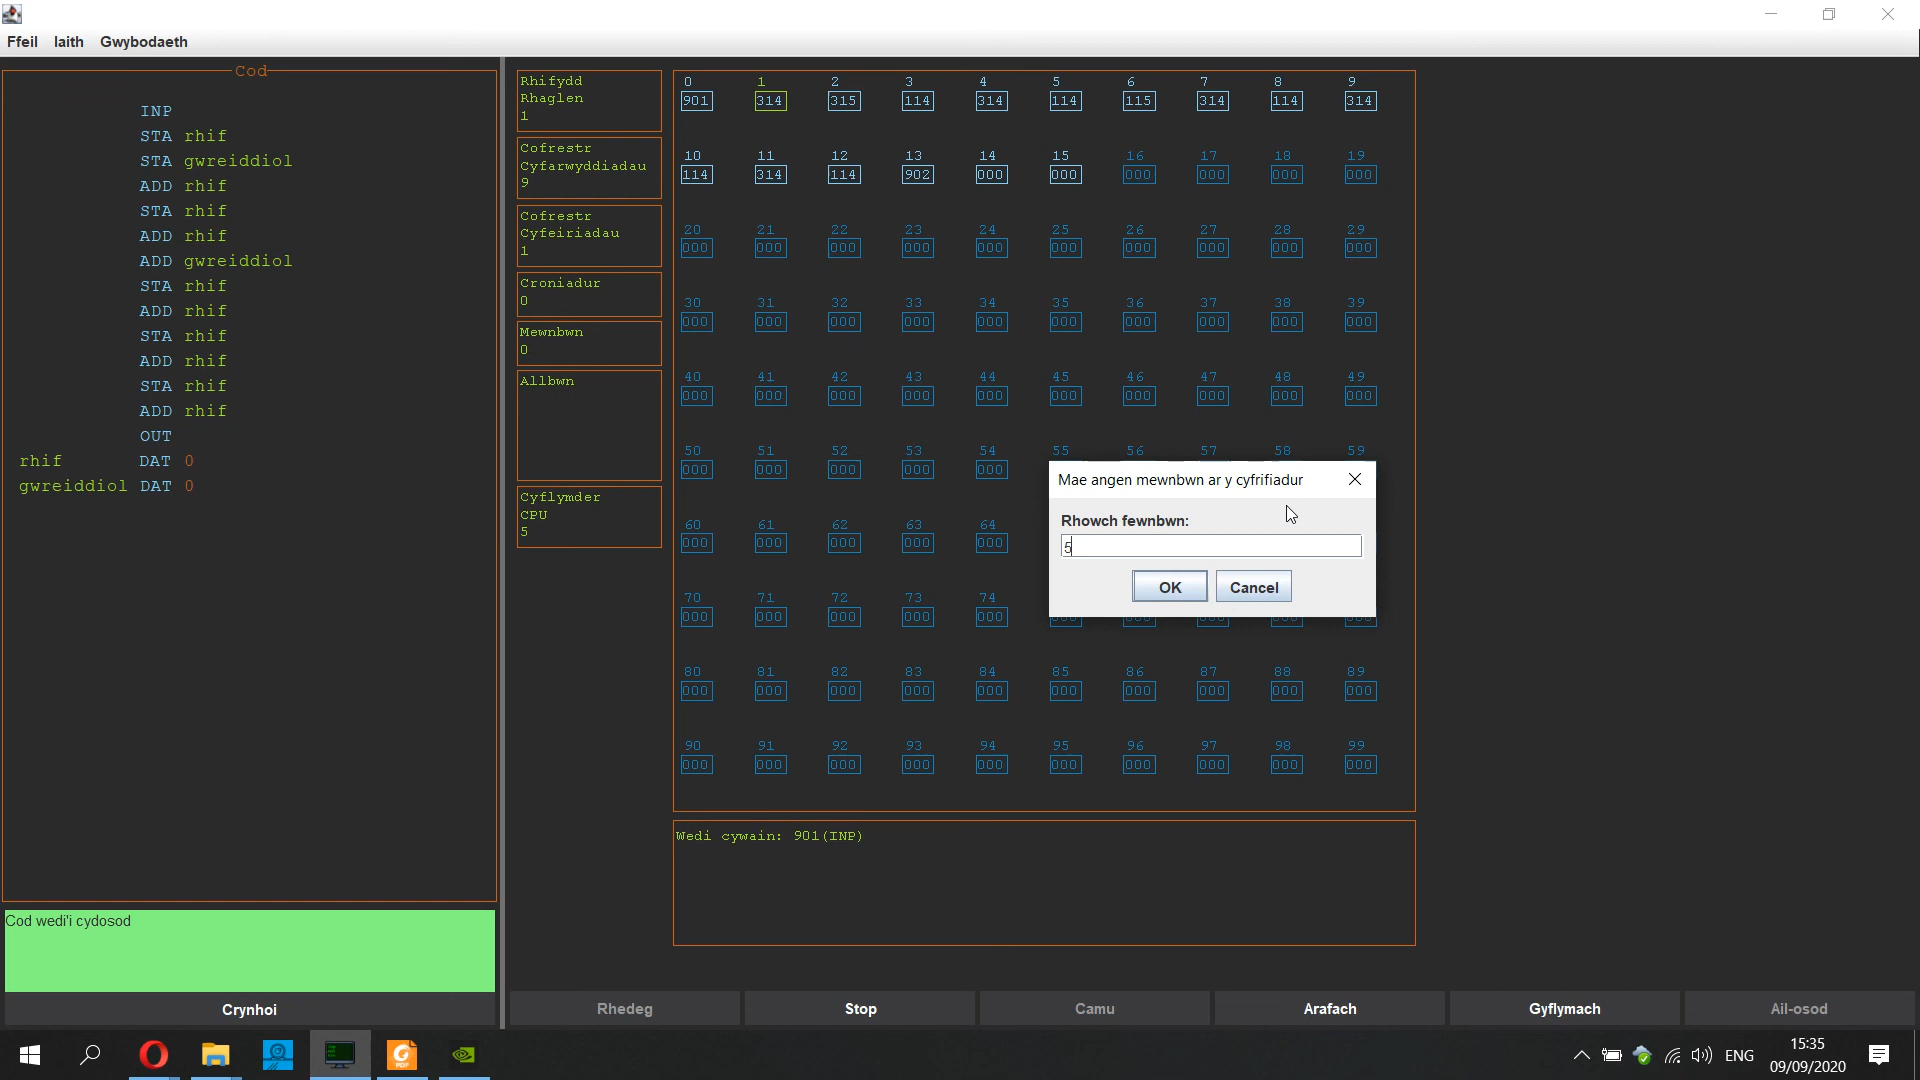 Ffeil Iaith Gwybodaeth
Cod
INP
STA rhif
STA gwreiddiol
ADD rhif
STA rhif
ADD rhif
ADD gwreiddiol
STA rhif
ADD rhif
STA rhif
ADD rhif
STA rhif
ADD rhif
OUT
rhif DAT 0
gwreiddiol DAT 0
Cod wedi'i cydosod
Crynhoi
Rhifydd
Rhaglen
1
Cofrestr
Cyfarwyddiadau
9
Cofrestr
Cyfeiriadau
1
Croniadur
0
Mewnbwn
0
Allbwn
Cyflymder
CPU
5
0 1 2 3 4 5 6 7 8 9
901 314 315 114 314 114 115 314 114 314
10 11 12 13 14 15 16 17 18 19
114 314 114 902 000 000 000 000 000 000
20 21 22 23 24 25 26 27 28 29
000 000 000 000 000 000 000 000 000 000
30 31 32 33 34 35 36 37 38 39
000 000 000 000 000 000 000 000 000 000
40 41 42 43 44 45 46 47 48 49
000 000 000 000 000 000 000 000 000 000
50 51 52 53 54 55 56 57 58 59
000 000 000 000 000
60 61 62 63 64
000 000 000 000 000
70 71 72 73 74
000 000 000 000 000
80 81 82 83 84 85 86 87 88 89
000 000 000 000 000 000 000 000 000 000
90 91 92 93 94 95 96 97 98 99
000 000 000 000 000 000 000 000 000 000
Mae angen mewnbwn ar y cyfrifiadur
Rhowch fewnbwn:
5
OK Cancel
Wedi cywain: 901(INP)
Rhedeg Stop Camu Arafach Gyflymach Ail-osod
ENG
15:35
09/09/2020